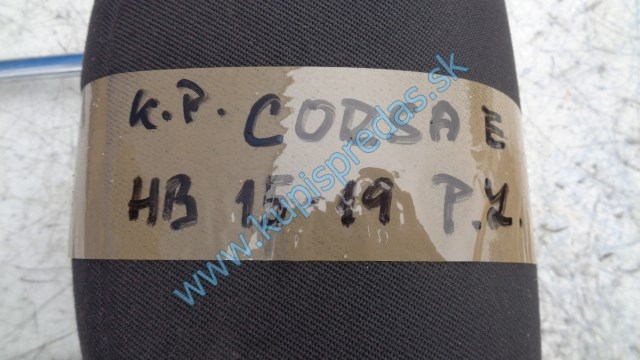 K.P. CORSA E
HB 15-19 P.Z.
www.kupispredas.sk